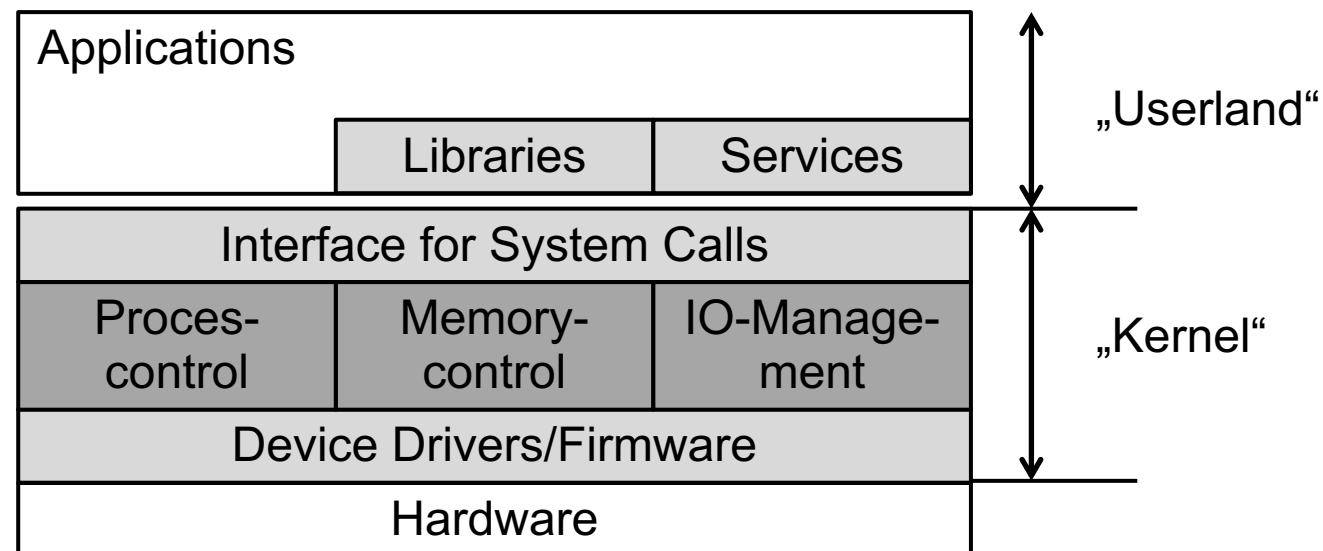 Applications
„Userland“
Libraries
Services
Interface for System Calls
Proces-
control
Memory-
control
IO-Manage-
ment
„Kernel“
Device Drivers/Firmware
Hardware